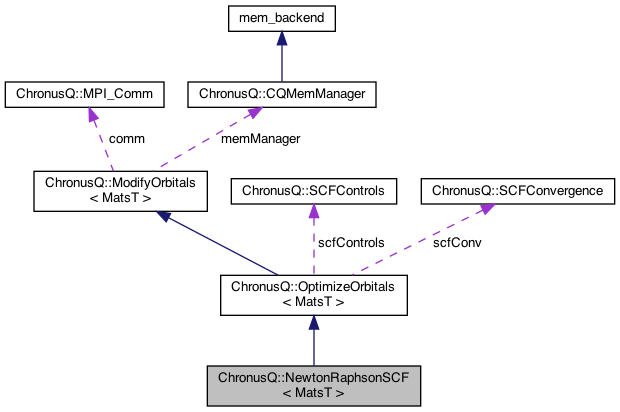 mem_backend
ChronusQ::MPI_Comm
ChronusQ::CQMemManager
comm
memManager
ChronusQ::ModifyOrbitals
< MatsT >
ChronusQ::SCFControls
ChronusQ::SCFConvergence
scfControls
scfConv
ChronusQ::OptimizeOrbitals
< MatsT >
ChronusQ::NewtonRaphsonSCF
< MatsT >